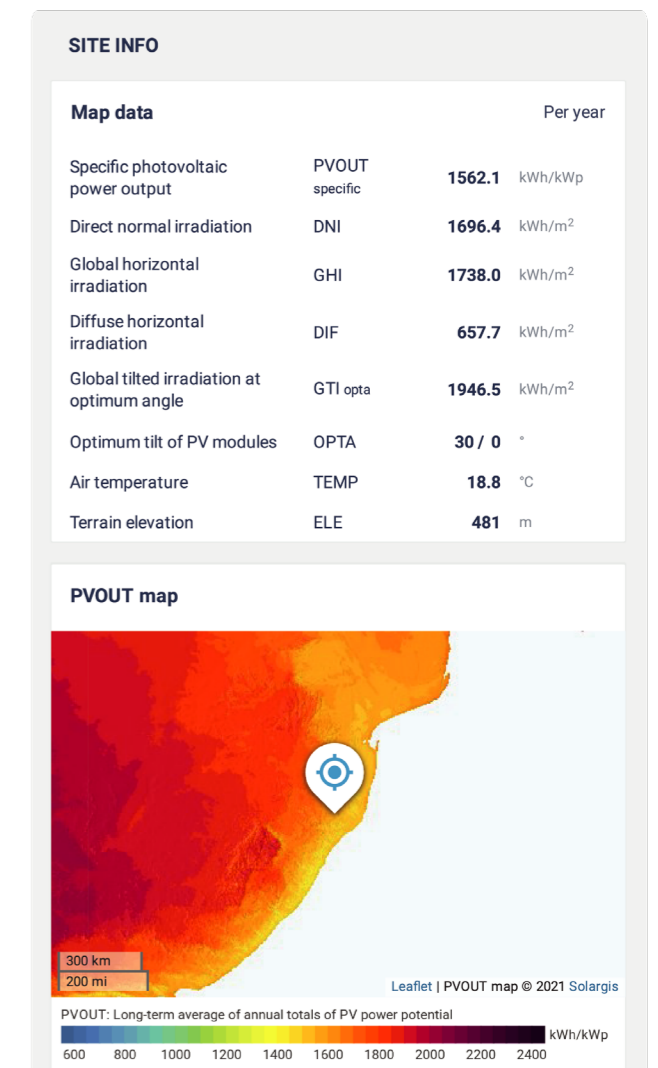 SITE INFO
Map data Per year
Specific photovoltaic
power output PVOUT
specific 1562.1 kWh/kWp
Direct normal irradiation DNI 1696.4 kWh/m²
Global horizontal
irradiation GHI 1738.0 kWh/m²
Diffuse horizontal
irradiation DIF 657.7 kWh/m²
Global tilted irradiation at
optimum angle GTI opta 1946.5 kWh/m²
Optimum tilt of PV modules OPTA 30 / 0 °
Air temperature TEMP 18.8 °C
Terrain elevation ELE 481 m
PVOUT map
300 km
200 mi
Leaflet | PVOUT map © 2021 Solargis
PVOUT: Long-term average of annual totals of PV power potential
kWh/kWp
600 800 1000 1200 1400 1600 1800 2000 2200 2400